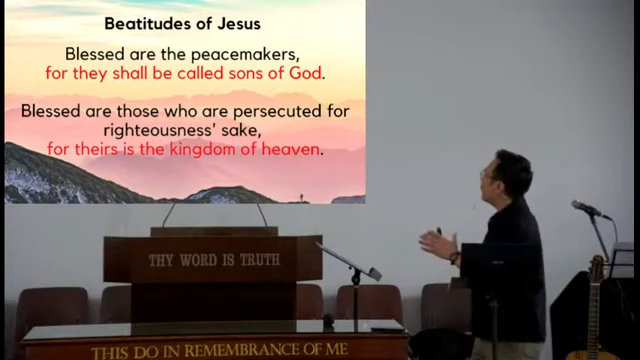 Beatitudes of Jesus
Blessed are the peacemakers,
for they shall be called sons of God.
Blessed are those who are persecuted for
righteousness' sake,
for theirs is the kingdom of heaven.
THY WORD IS TRUTH
THIS DO IN REMEMBRANCE OF ME